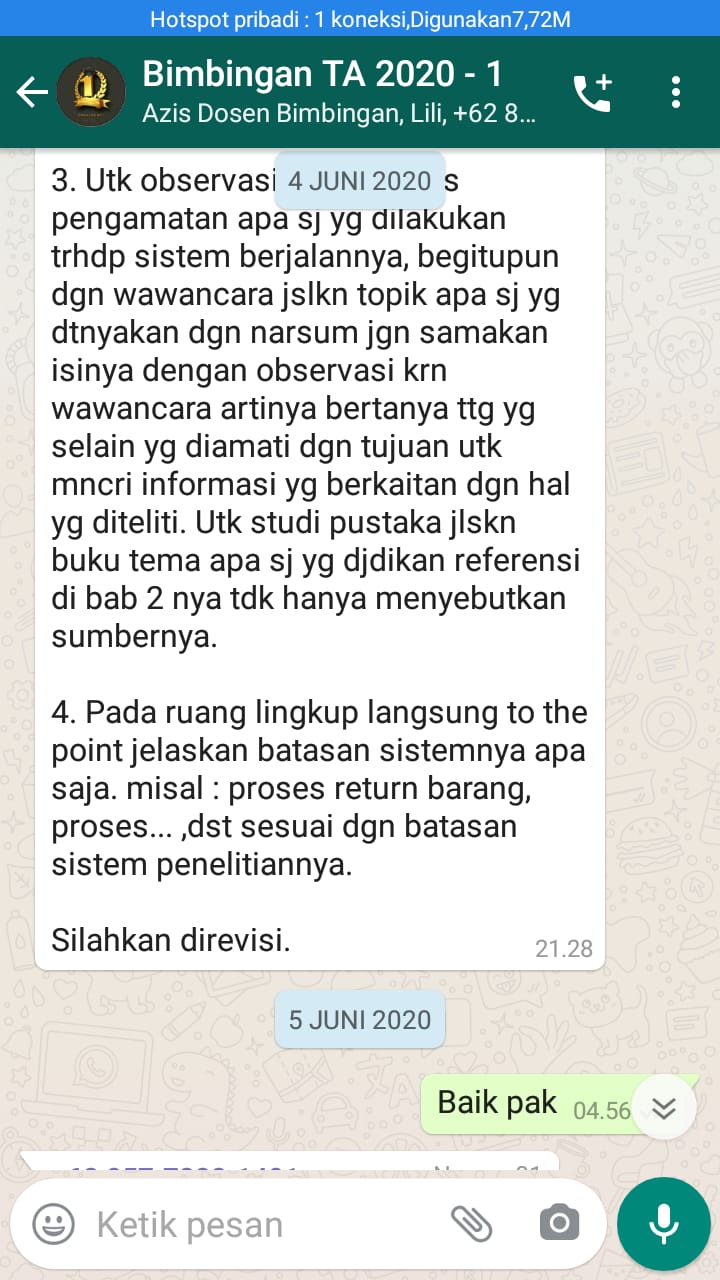 Hotspot pribadi : 1 koneksi,Digunakan7,72M
Bimbingan TA 2020 - 1
Azis Dosen Bimbingan, Lili, +62 8...
4 JUNI 2020
3. Utk observasi s
pengamatan apa sj yg dilakukan
trhdp sistem berjalannya, begitupun
dgn wawancara jslkn topik apa sj yg
dtnyakan dgn narsum jgn samakan
isinya dengan observasi krn
wawancara artinya bertanya ttg yg
selain yg diamati dgn tujuan utk
mncri informasi yg berkaitan dgn hal
yg diteliti. Utk studi pustaka jlskn
buku tema apa sj yg djdikan referensi
di bab 2 nya tdk hanya menyebutkan
sumbernya.
4. Pada ruang lingkup langsung to the
point jelaskan batasan sistemnya apa
saja. misal : proses return barang,
proses... ,dst sesuai dgn batasan
sistem penelitiannya.
Silahkan direvisi.
21.28
5 JUNI 2020
Baik pak 04.56
Ketik pesan